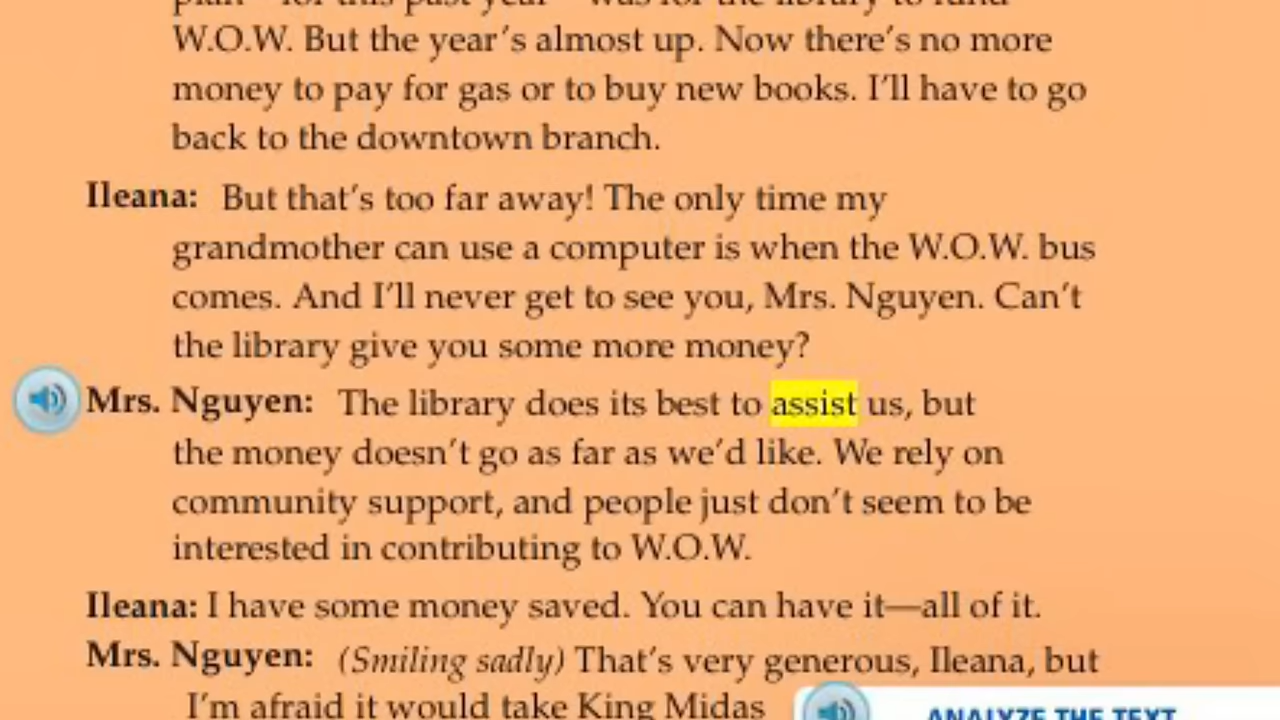 plan—for this past year—was for the library to fund
W.O.W. But the year's almost up. Now there's no more
money to pay for gas or to buy new books. I'll have to go
back to the downtown branch.
Ileana: But that's too far away! The only time my
grandmother can use a computer is when the W.O.W. bus
comes. And I'll never get to see you, Mrs. Nguyen. Can't
the library give you some more money?
Mrs. Nguyen: The library does its best to assist us, but
the money doesn't go as far as we'd like. We rely on
community support, and people just don't seem to be
interested in contributing to W.O.W.
Ileana: I have some money saved. You can have it—all of it.
Mrs. Nguyen: (Smiling sadly) That's very generous, Ileana, but
I'm afraid it would take King Midas
ANALYZE THE TEXT